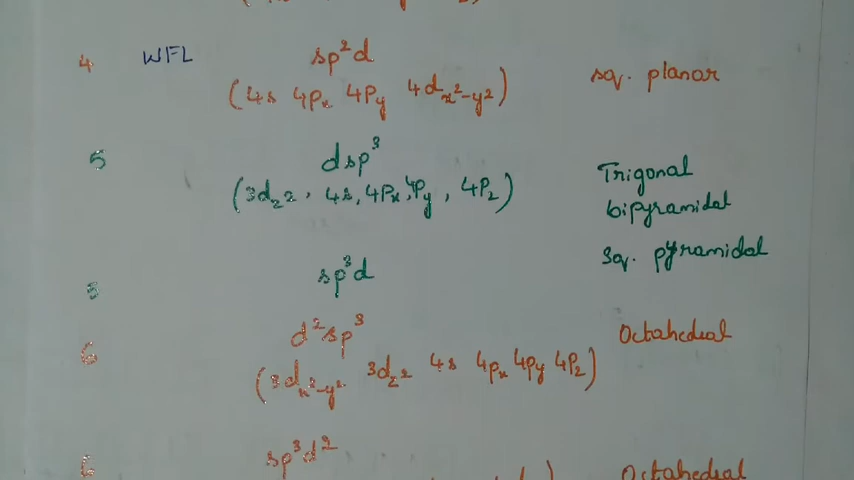 4 WFL sp²d sq. planar
(4s 4px 4py 4dx²-y²)
5 dsp³ Trigonal
(3dz², 4s, 4px, 4py, 4pz) bipyramidal
sq. pyramidal
5 sp³d
6 d²sp³ Octahedral
(3dx²-y² 3dz² 4s 4px 4py 4pz)
6 sp³d² Octahedral